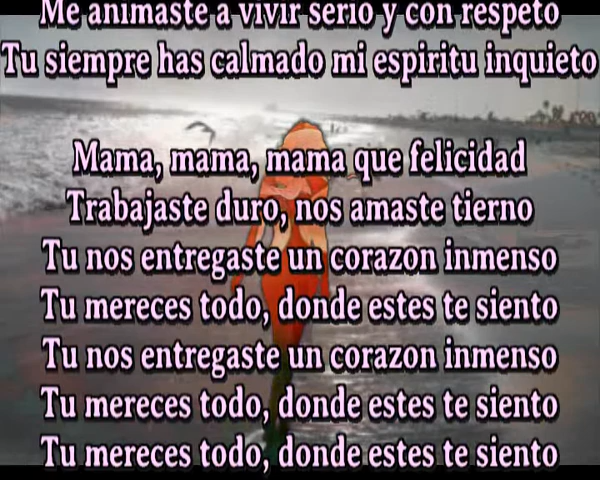 Me animaste a vivir serio y con respeto
Tu siempre has calmado mi espiritu inquieto
Mama, mama, mama que felicidad
Trabajaste duro, nos amaste tierno
Tu nos entregaste un corazon inmenso
Tu mereces todo, donde estes te siento
Tu nos entregaste un corazon inmenso
Tu mereces todo, donde estes te siento
Tu mereces todo, donde estes te siento